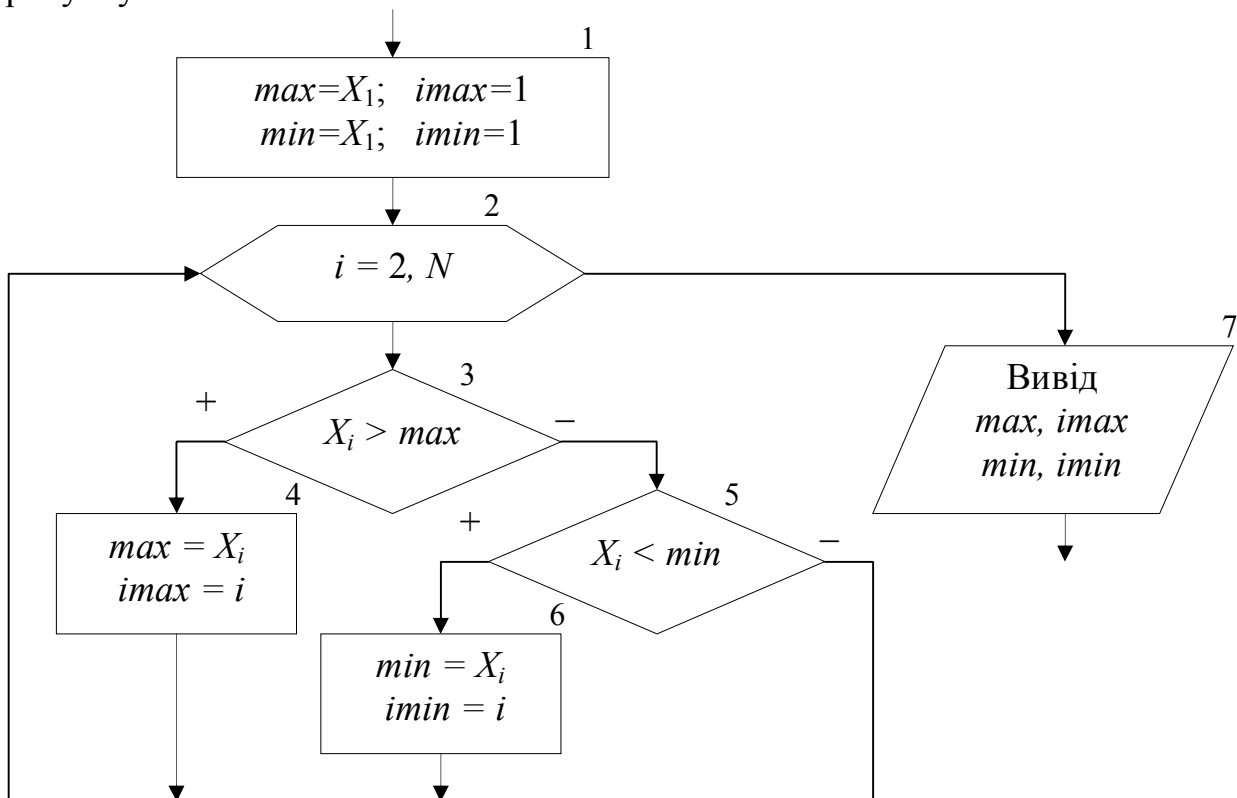 1
max=X₁; imax=1
min=X₁; imin=1
2
i = 2, N
3
+
−
Xᵢ > max
4
max = Xᵢ
imax = i
5
+
−
Xᵢ < min
6
min = Xᵢ
imin = i
7
Вивід
max, imax
min, imin